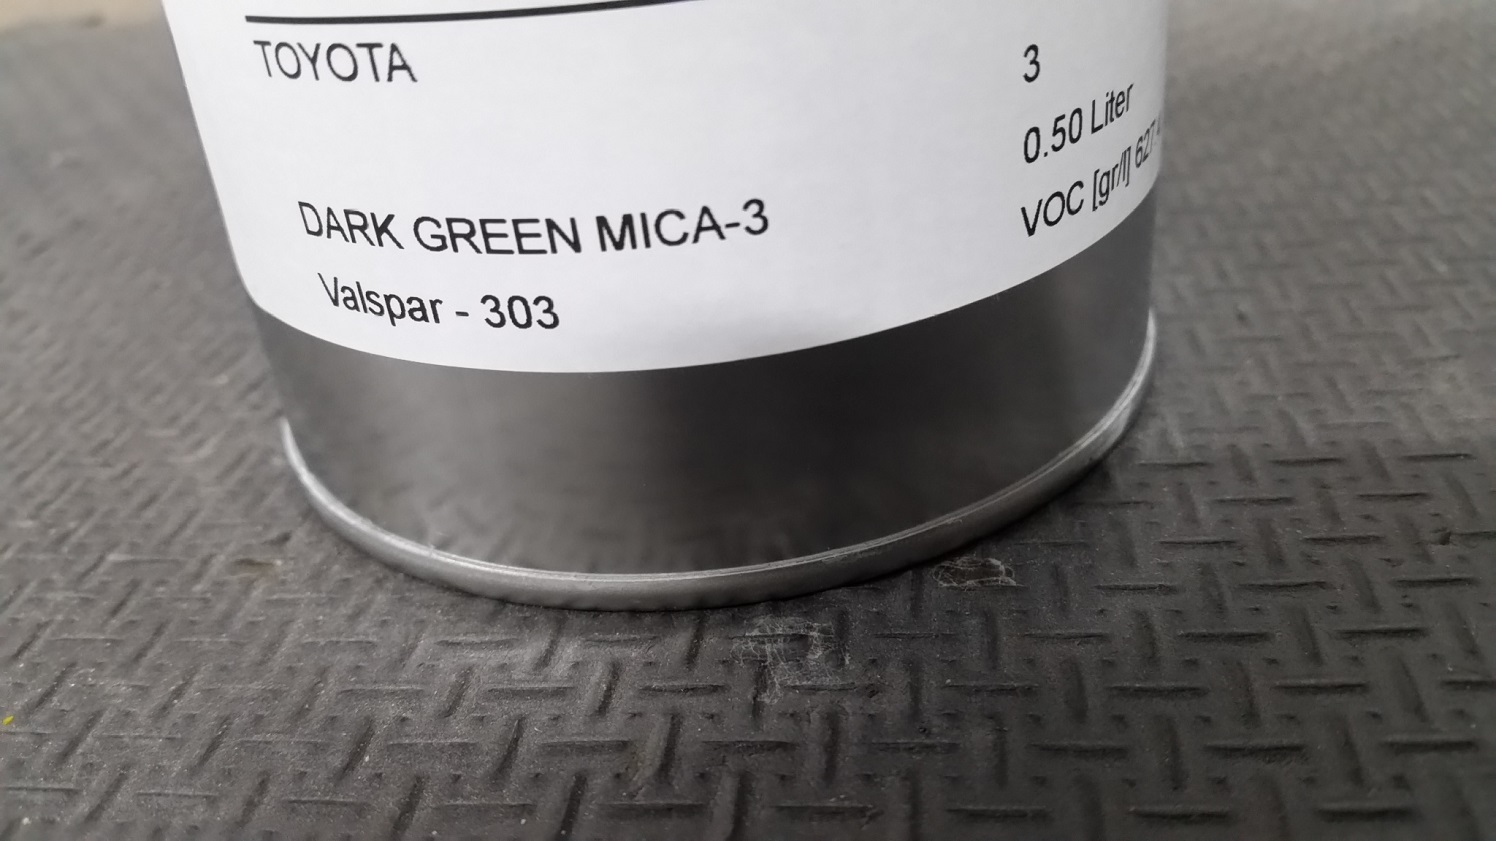 TOYOTA
3
0.50 Liter
VOC [gr/l]
DARK GREEN MICA-3
Valspar - 303